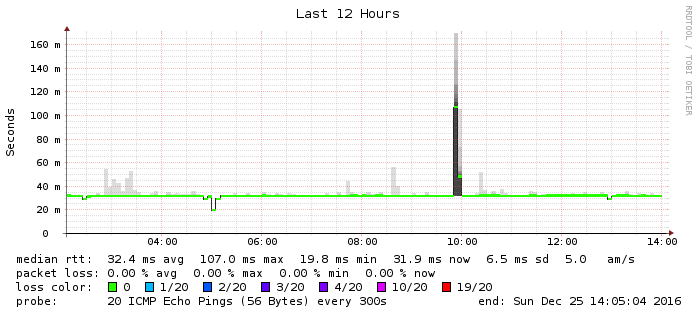 Last 12 Hours
RRDTOOL / TOBI OETIKER
Seconds
160 m
140 m
120 m
100 m
80 m
60 m
40 m
20 m
0
04:00 06:00 08:00 10:00 12:00 14:00
median rtt: 32.4 ms avg 107.0 ms max 19.8 ms min 31.9 ms now 6.5 ms sd 5.0 am/s
packet loss: 0.00 % avg 0.00 % max 0.00 % min 0.00 % now
loss color: 0 1/20 2/20 3/20 4/20 10/20 19/20
probe: 20 ICMP Echo Pings (56 Bytes) every 300s end: Sun Dec 25 14:05:04 2016